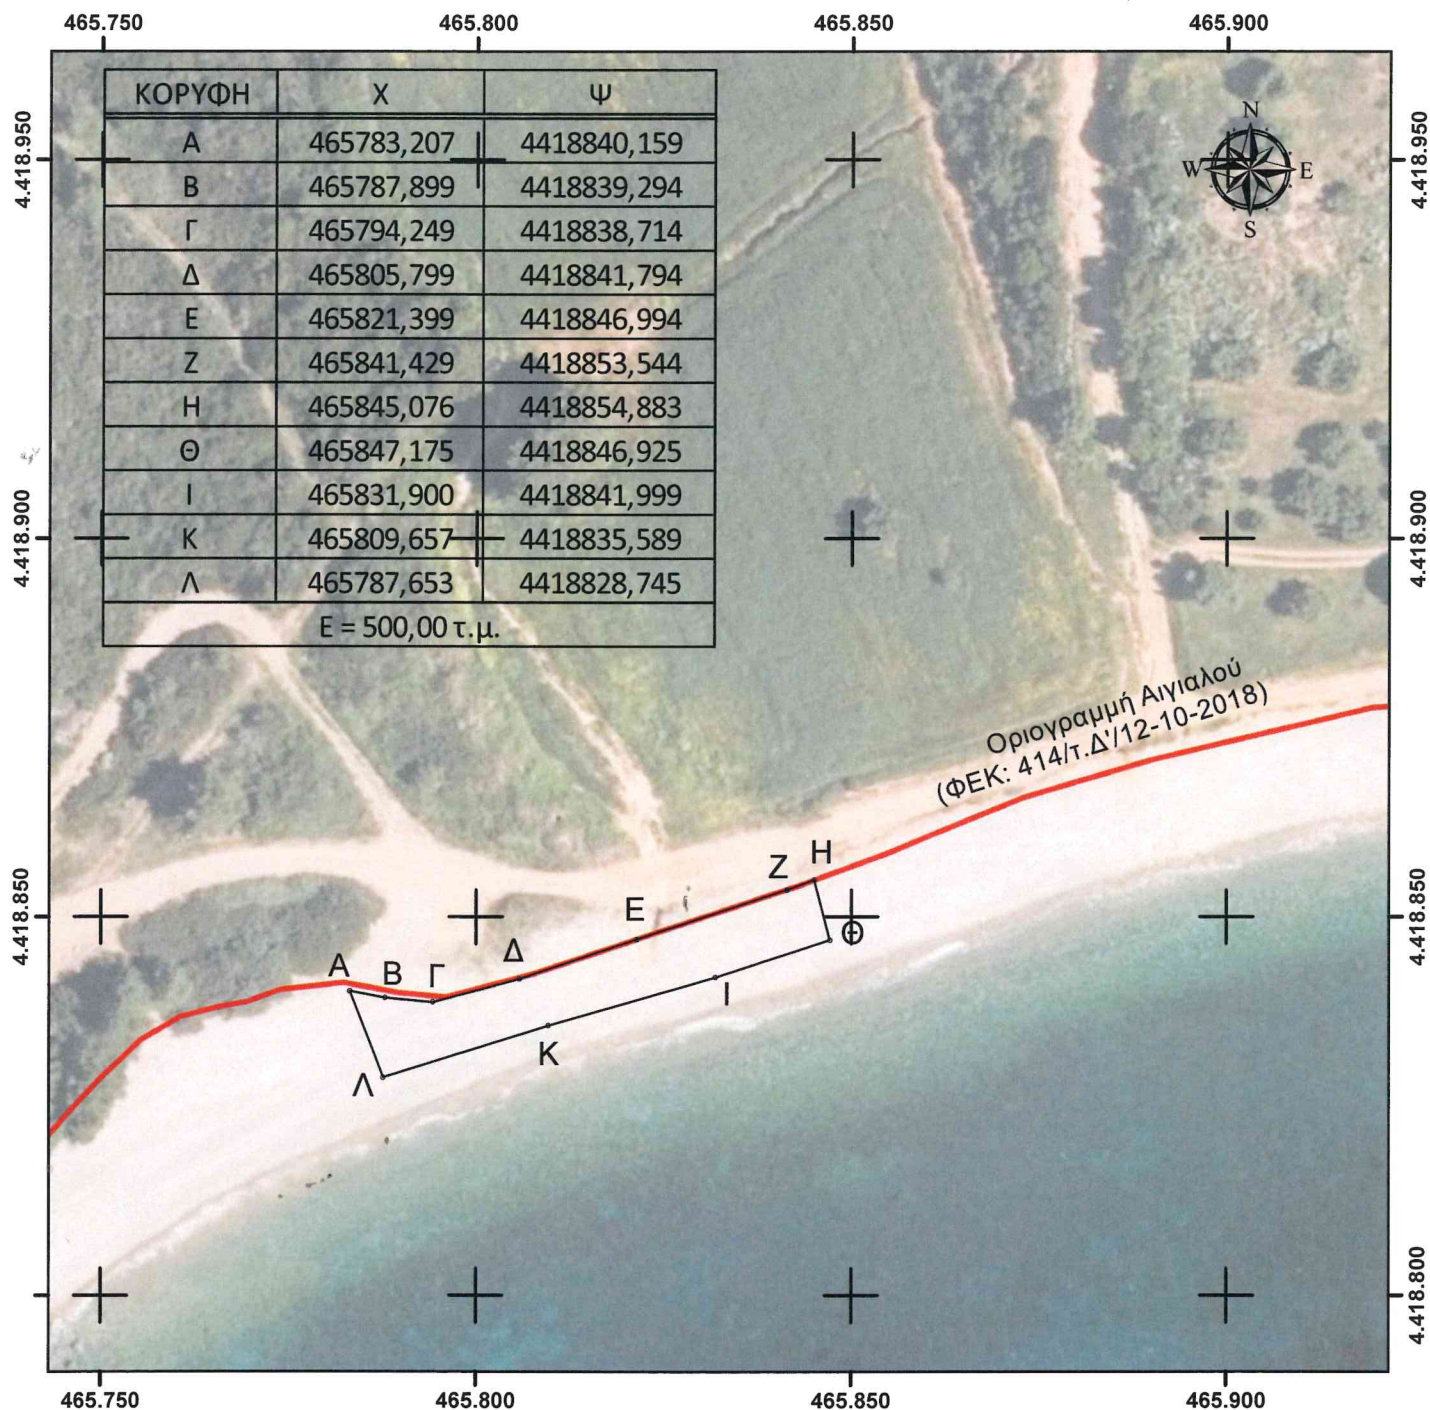 465.750 465.800 465.850 465.900
ΚΟΡΥΦΗ Χ Ψ
Α 465783,207 4418840,159
Β 465787,899 4418839,294
Γ 465794,249 4418838,714
Δ 465805,799 4418841,794
Ε 465821,399 4418846,994
Ζ 465841,429 4418853,544
Η 465845,076 4418854,883
Θ 465847,175 4418846,925
Ι 465831,900 4418841,999
Κ 465809,657 4418835,589
Λ 465787,653 4418828,745
Ε = 500,00 τ.μ.
N
W E
S
4.418.950 4.418.950
4.418.900 4.418.900
Οριογραμμή Αιγιαλού
(ΦΕΚ: 414/τ.Δ'/12-10-2018)
4.418.850 4.418.850
Α Β Γ Δ Ε Ζ Η
Θ Ι Κ Λ
4.418.800
465.750 465.800 465.850 465.900